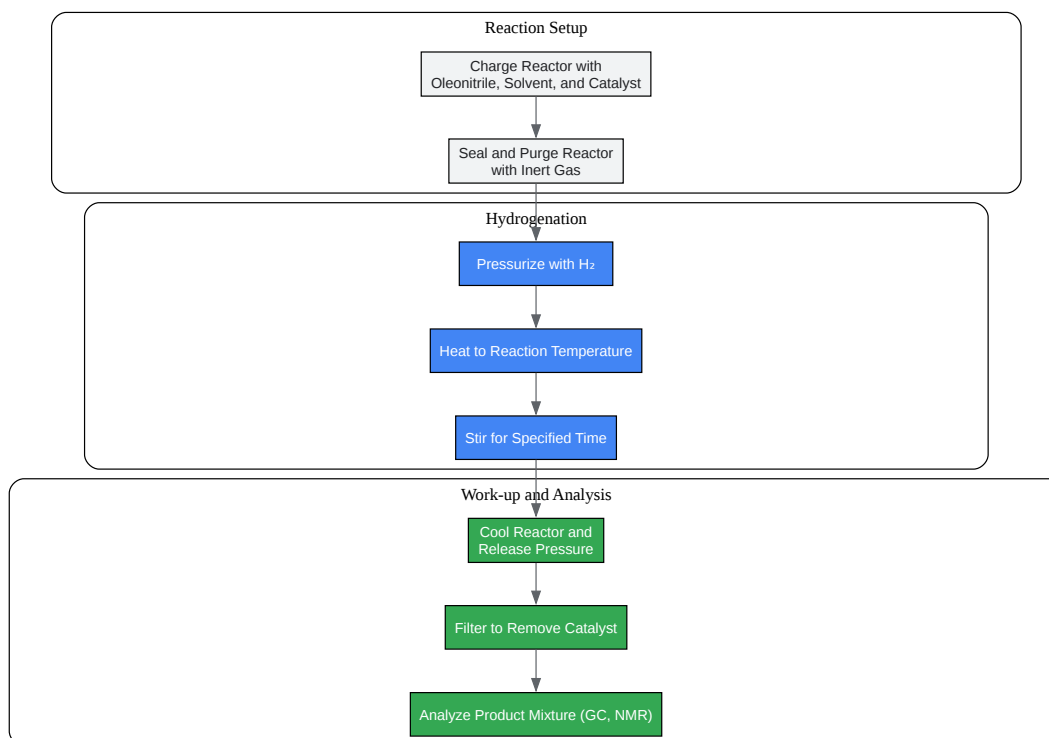 Reaction Setup
Charge Reactor with
Oleonitrile, Solvent, and Catalyst
Seal and Purge Reactor
with Inert Gas
Hydrogenation
Pressurize with H₂
Heat to Reaction Temperature
Stir for Specified Time
Work-up and Analysis
Cool Reactor and
Release Pressure
Filter to Remove Catalyst
Analyze Product Mixture (GC, NMR)